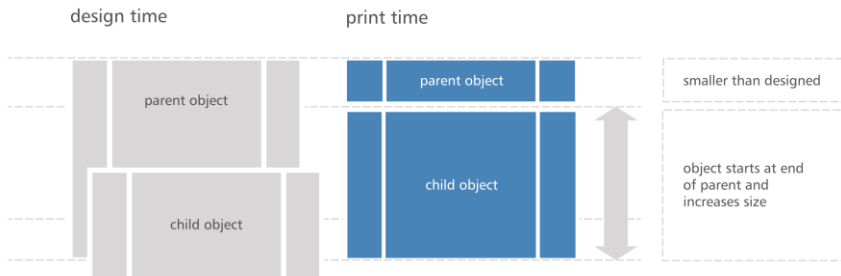 design time
print time
parent object
parent object
smaller than designed
child object
child object
object starts at end
of parent and
increases size